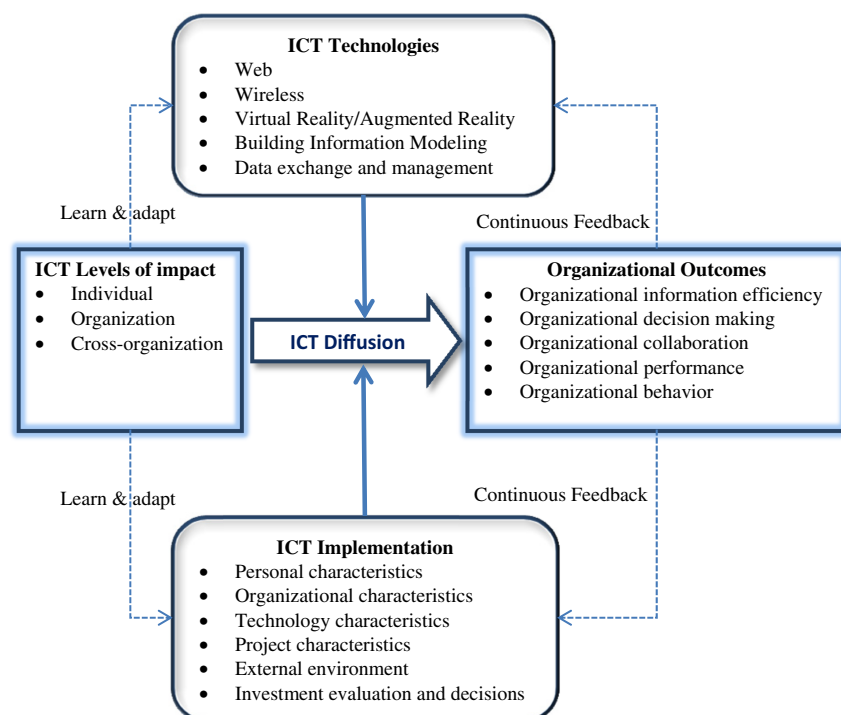 ICT Technologies
• Web
• Wireless
• Virtual Reality/Augmented Reality
• Building Information Modeling
• Data exchange and management
Learn & adapt
Continuous Feedback
ICT Levels of impact
• Individual
• Organization
• Cross-organization
ICT Diffusion
Organizational Outcomes
• Organizational information efficiency
• Organizational decision making
• Organizational collaboration
• Organizational performance
• Organizational behavior
Learn & adapt
Continuous Feedback
ICT Implementation
• Personal characteristics
• Organizational characteristics
• Technology characteristics
• Project characteristics
• External environment
• Investment evaluation and decisions